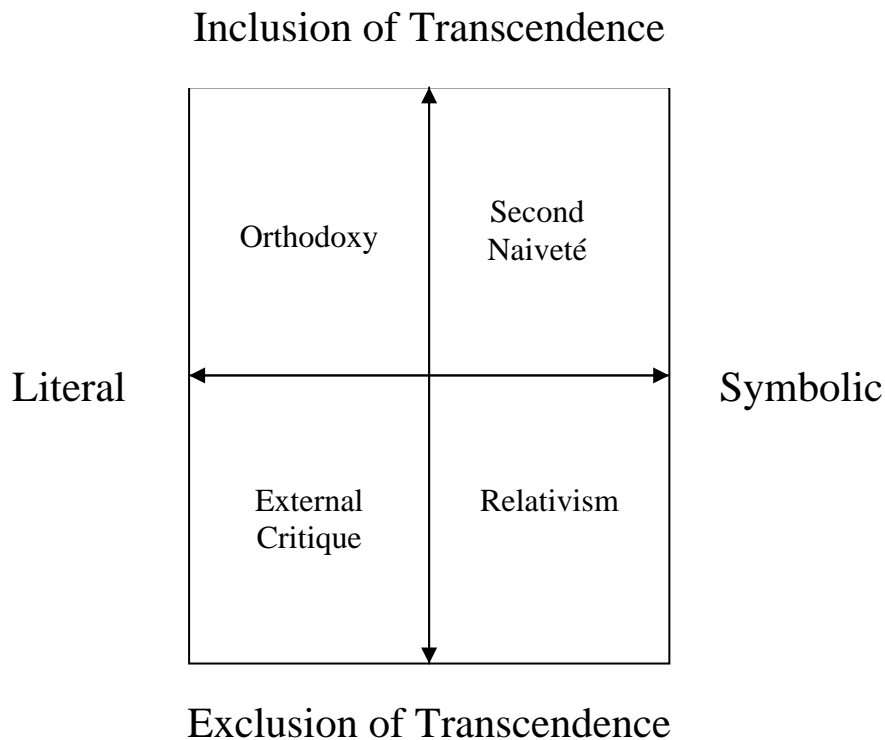 Inclusion of Transcendence
Orthodoxy
Second
Naiveté
Literal
Symbolic
External
Critique
Relativism
Exclusion of Transcendence